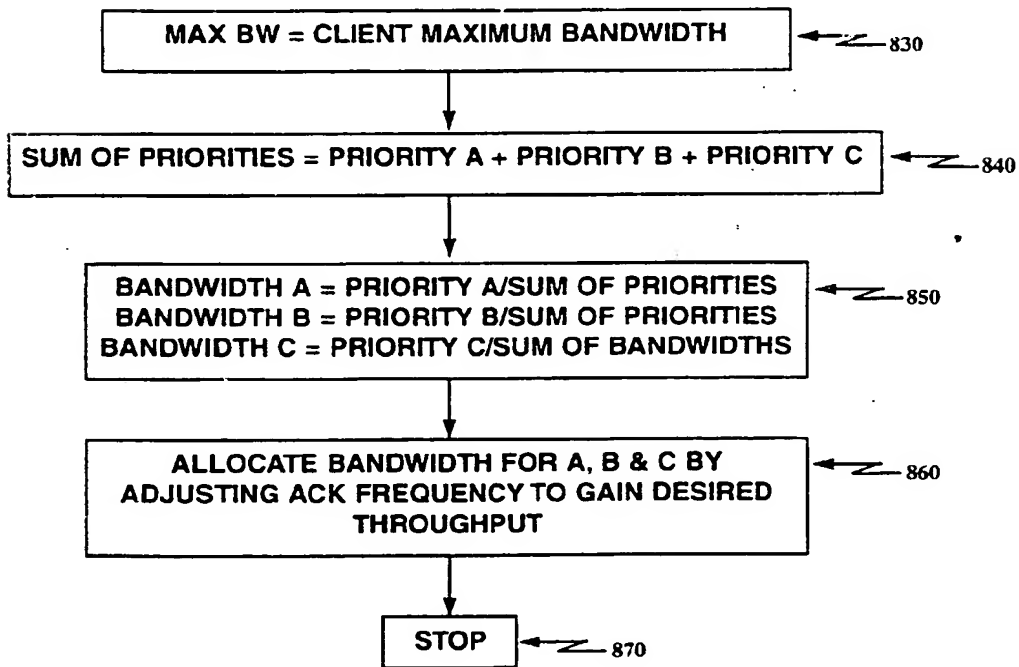 MAX BW = CLIENT MAXIMUM BANDWIDTH
830
SUM OF PRIORITIES = PRIORITY A + PRIORITY B + PRIORITY C
840
BANDWIDTH A = PRIORITY A/SUM OF PRIORITIES
BANDWIDTH B = PRIORITY B/SUM OF PRIORITIES
BANDWIDTH C = PRIORITY C/SUM OF BANDWIDTHS
850
ALLOCATE BANDWIDTH FOR A, B & C BY
ADJUSTING ACK FREQUENCY TO GAIN DESIRED
THROUGHPUT
860
STOP
870